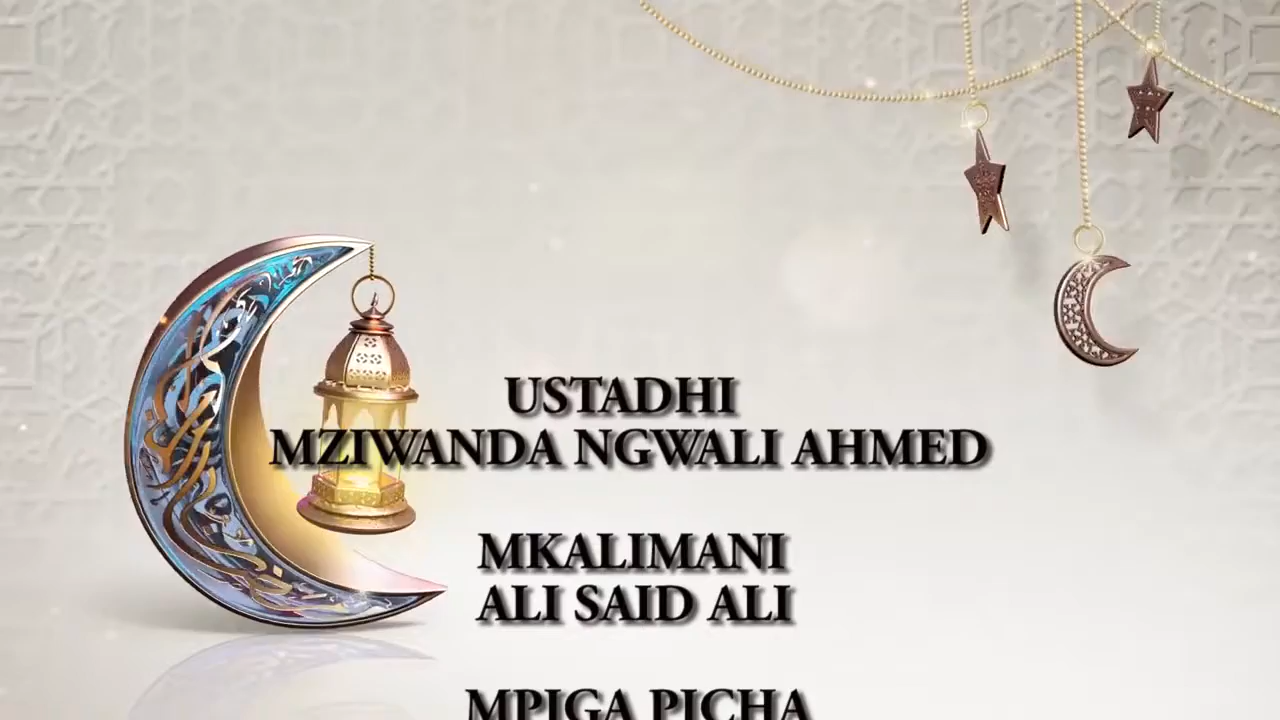 USTADHI
MZIWANDA NGWALI AHMED
MKALIMANI
ALI SAID ALI
MPIGA PICHA